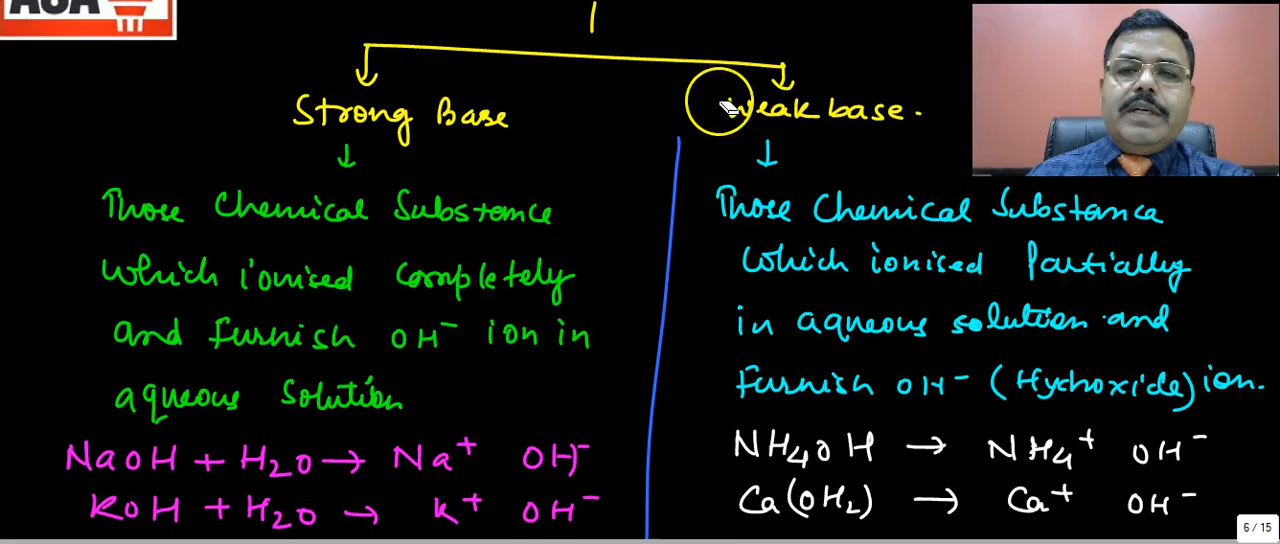 ASA
Strong Base
weak base.
Those Chemical Substance
which ionised completely
and furnish OH⁻ ion in
aqueous solution
NaOH + H₂O → Na⁺ OH⁻
KOH + H₂O → K⁺ OH⁻
Those Chemical Substance
which ionised Partially
in aqueous solution and
furnish OH⁻ (Hydroxide) ion.
NH₄OH → NH₄⁺ OH⁻
Ca(OH₂) → Ca⁺ OH⁻
6 / 15